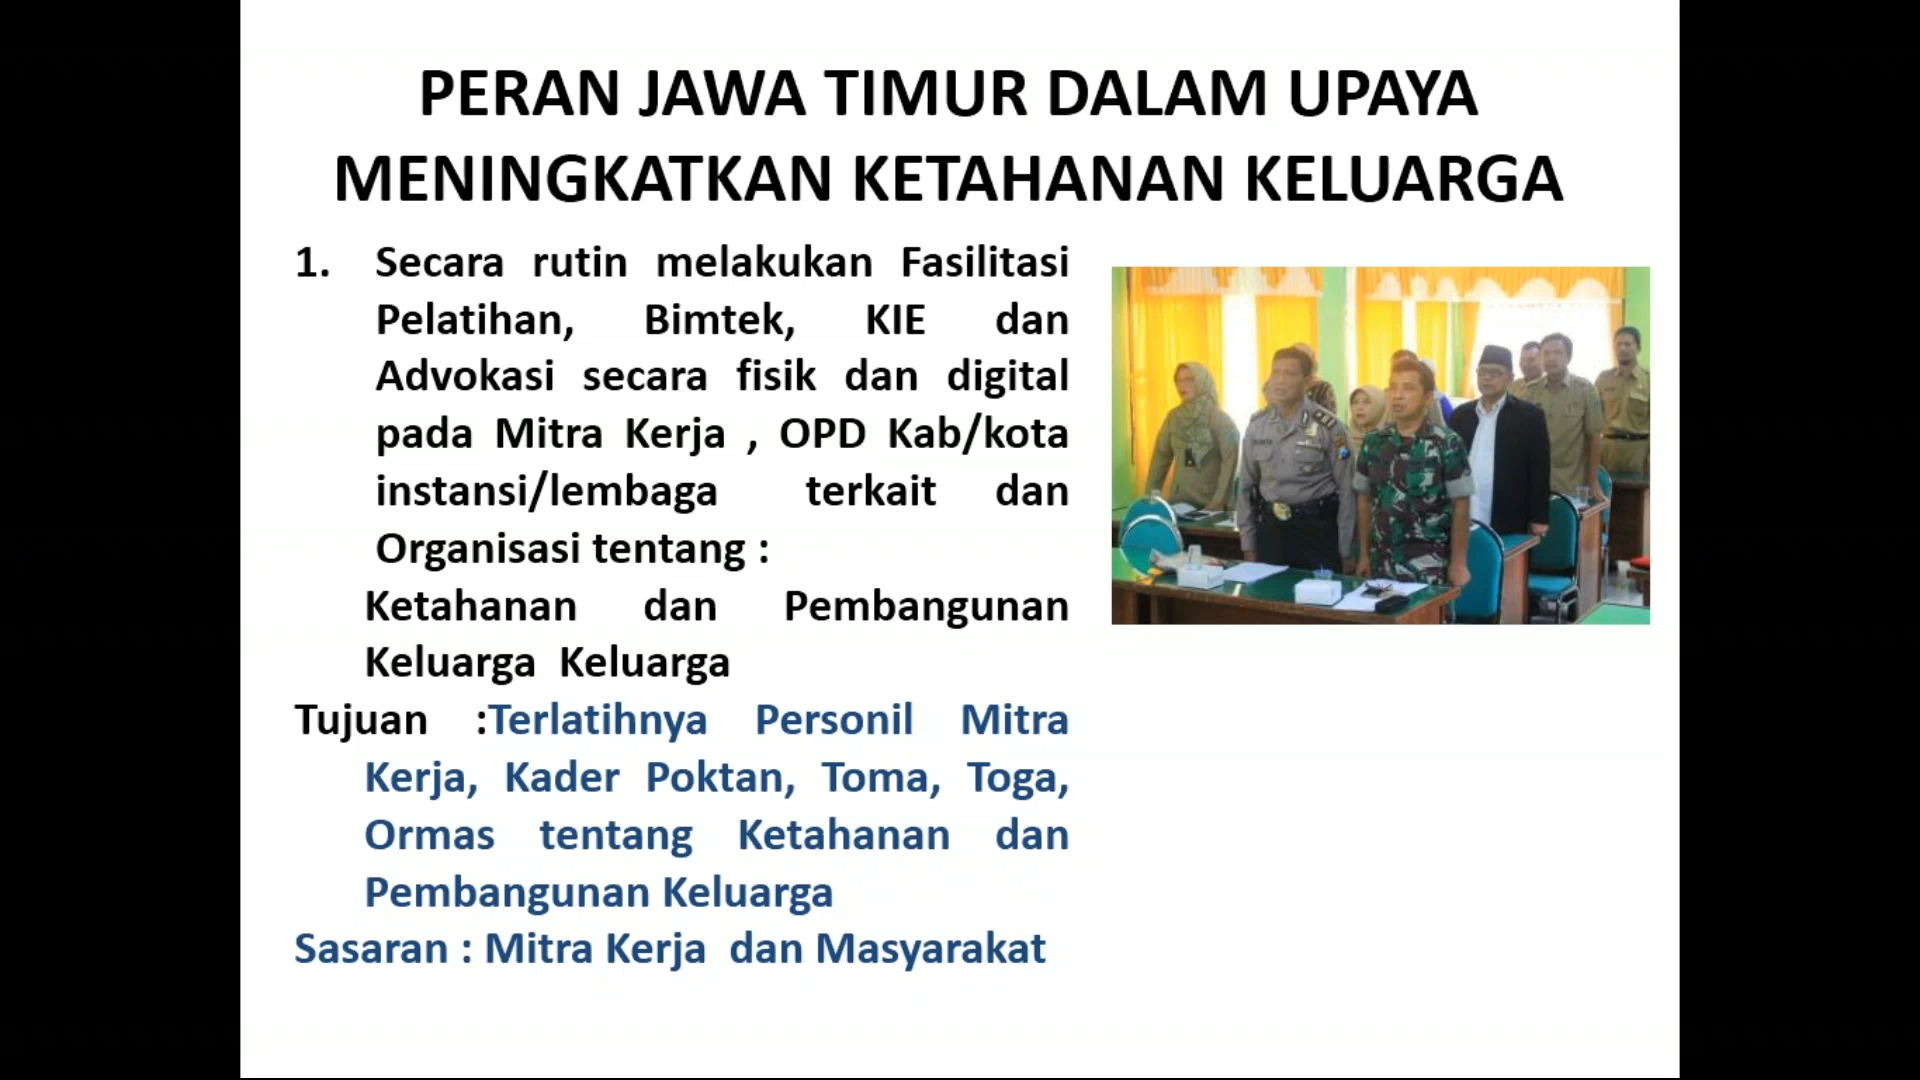 PERAN JAWA TIMUR DALAM UPAYA
MENINGKATKAN KETAHANAN KELUARGA
1. Secara rutin melakukan Fasilitasi
Pelatihan, Bimtek, KIE dan
Advokasi secara fisik dan digital
pada Mitra Kerja , OPD Kab/kota
instansi/lembaga terkait dan
Organisasi tentang :
Ketahanan dan Pembangunan
Keluarga Keluarga
Tujuan :Terlatihnya Personil Mitra
Kerja, Kader Poktan, Toma, Toga,
Ormas tentang Ketahanan dan
Pembangunan Keluarga
Sasaran : Mitra Kerja dan Masyarakat